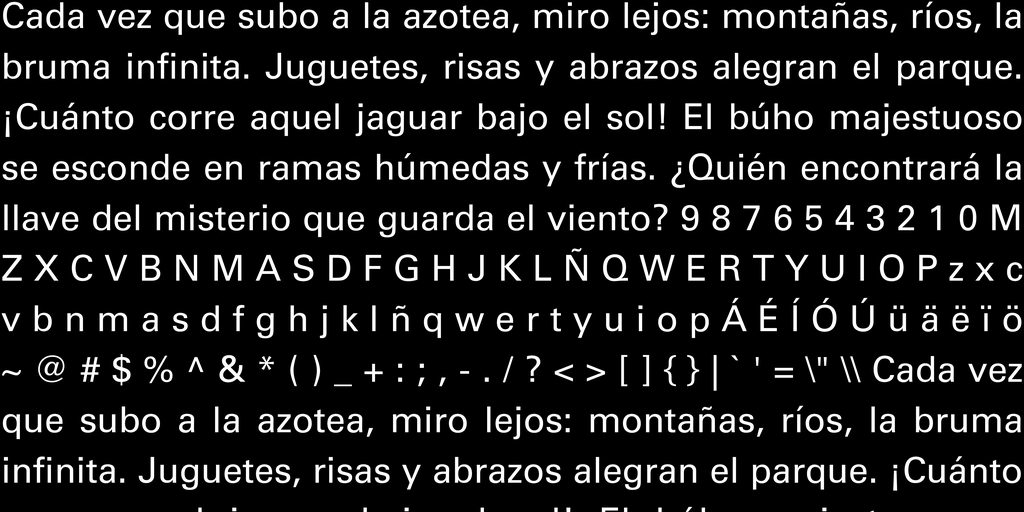 Cada vez que subo a la azotea, miro lejos: montañas, ríos, la
bruma infinita. Juguetes, risas y abrazos alegran el parque.
¡Cuánto corre aquel jaguar bajo el sol! El búho majestuoso
se esconde en ramas húmedas y frías. ¿Quién encontrará la
llave del misterio que guarda el viento? 9 8 7 6 5 4 3 2 1 0 M
Z X C V B N M A S D F G H J K L Ñ Q W E R T Y U I O P z x c
v b n m a s d f g h j k l ñ q w e r t y u i o p Á É Í Ó Ú ü ä ë ï ö
~ @ # $ % ^ & * ( ) _ + : ; , - . / ? < > [ ] { } | ` ' = \" \\ Cada vez
que subo a la azotea, miro lejos: montañas, ríos, la bruma
infinita. Juguetes, risas y abrazos alegran el parque. ¡Cuánto